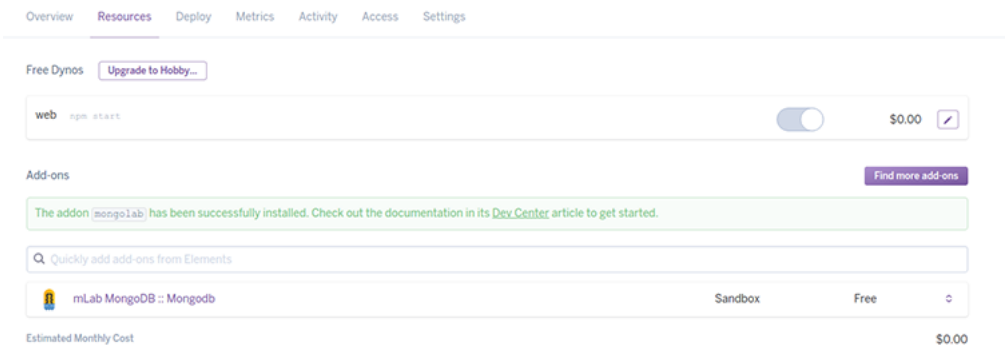 Overview Resources Deploy Metrics Activity Access Settings
Free Dynos Upgrade to Hobby...
web npm start $0.00
Add-ons Find more add-ons
The addon mongolab has been successfully installed. Check out the documentation in its Dev Center article to get started.
Quickly add add-ons from Elements
mLab MongoDB :: Mongodb Sandbox Free
Estimated Monthly Cost $0.00